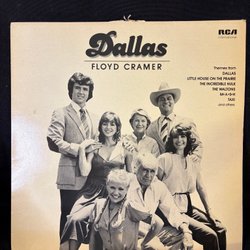 Dallas
FLOYD CRAMER
RCA
Themes from
DALLAS
LITTLE HOUSE ON THE PRAIRIE
THE INCREDIBLE HULK
THE WALTONS
M·A·S·H
TAXI
and others